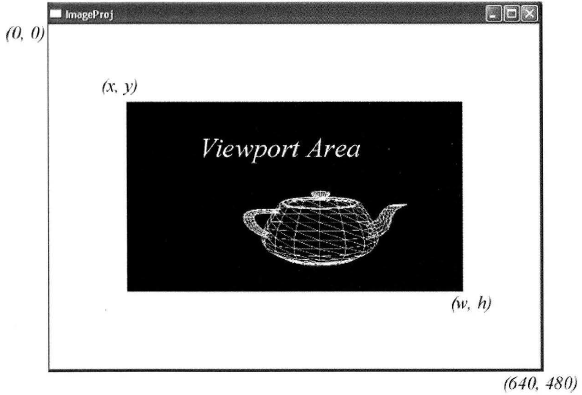 ImageProj
(0, 0)
(x, y)
Viewport Area
(w, h)
(640, 480)